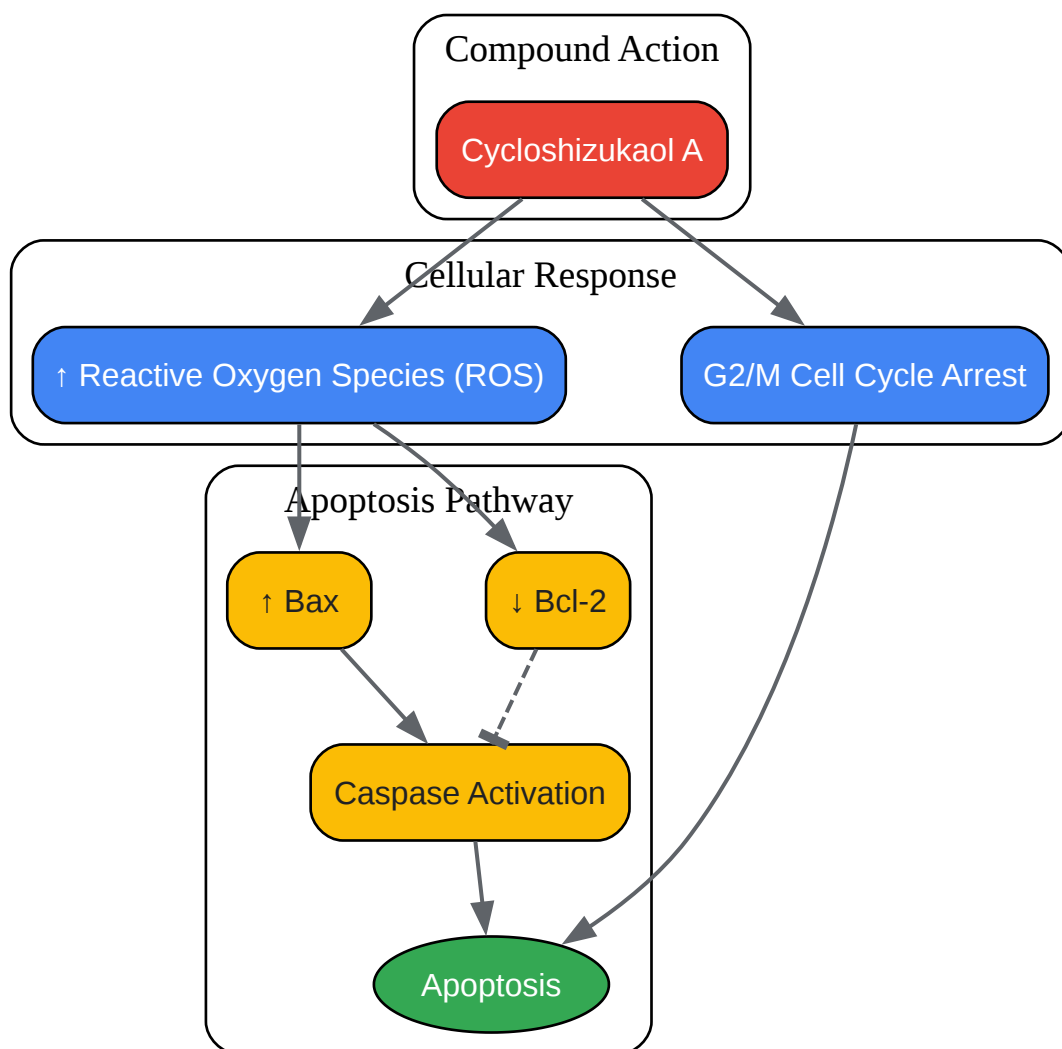 Compound Action
Cycloshizukaol A
Cellular Response
↑ Reactive Oxygen Species (ROS)
G2/M Cell Cycle Arrest
Apoptosis Pathway
↑ Bax
↓ Bcl-2
Caspase Activation
Apoptosis